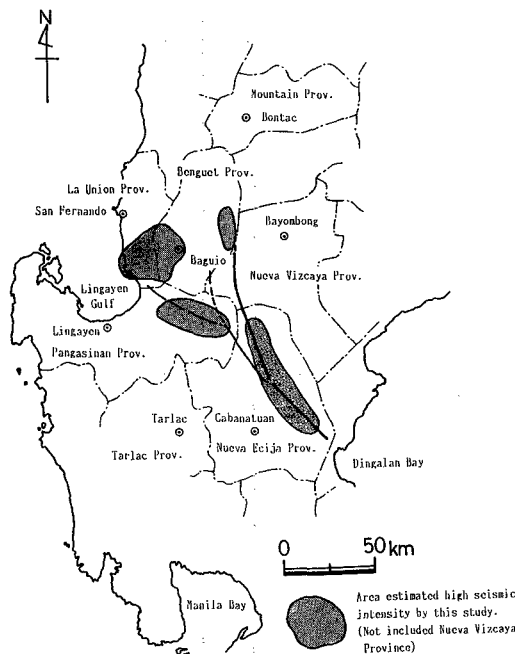 N
Mountain Prov.
Bontac
Benguet Prov.
La Union Prov.
San Fernando
Bayombong
Baguio
Nueva Vizcaya
Prov.
Lingayen
Gulf
Lingayen
Pangasinan Prov.
Tarlac
Cabanatuan
Tarlac Prov.
Nueva Ecija Prov.
Dingalan Bay
0 50km
Manila Bay
Area estimated high seismic
intensity by this study.
(Not included Nueva Vizcaya
Province)